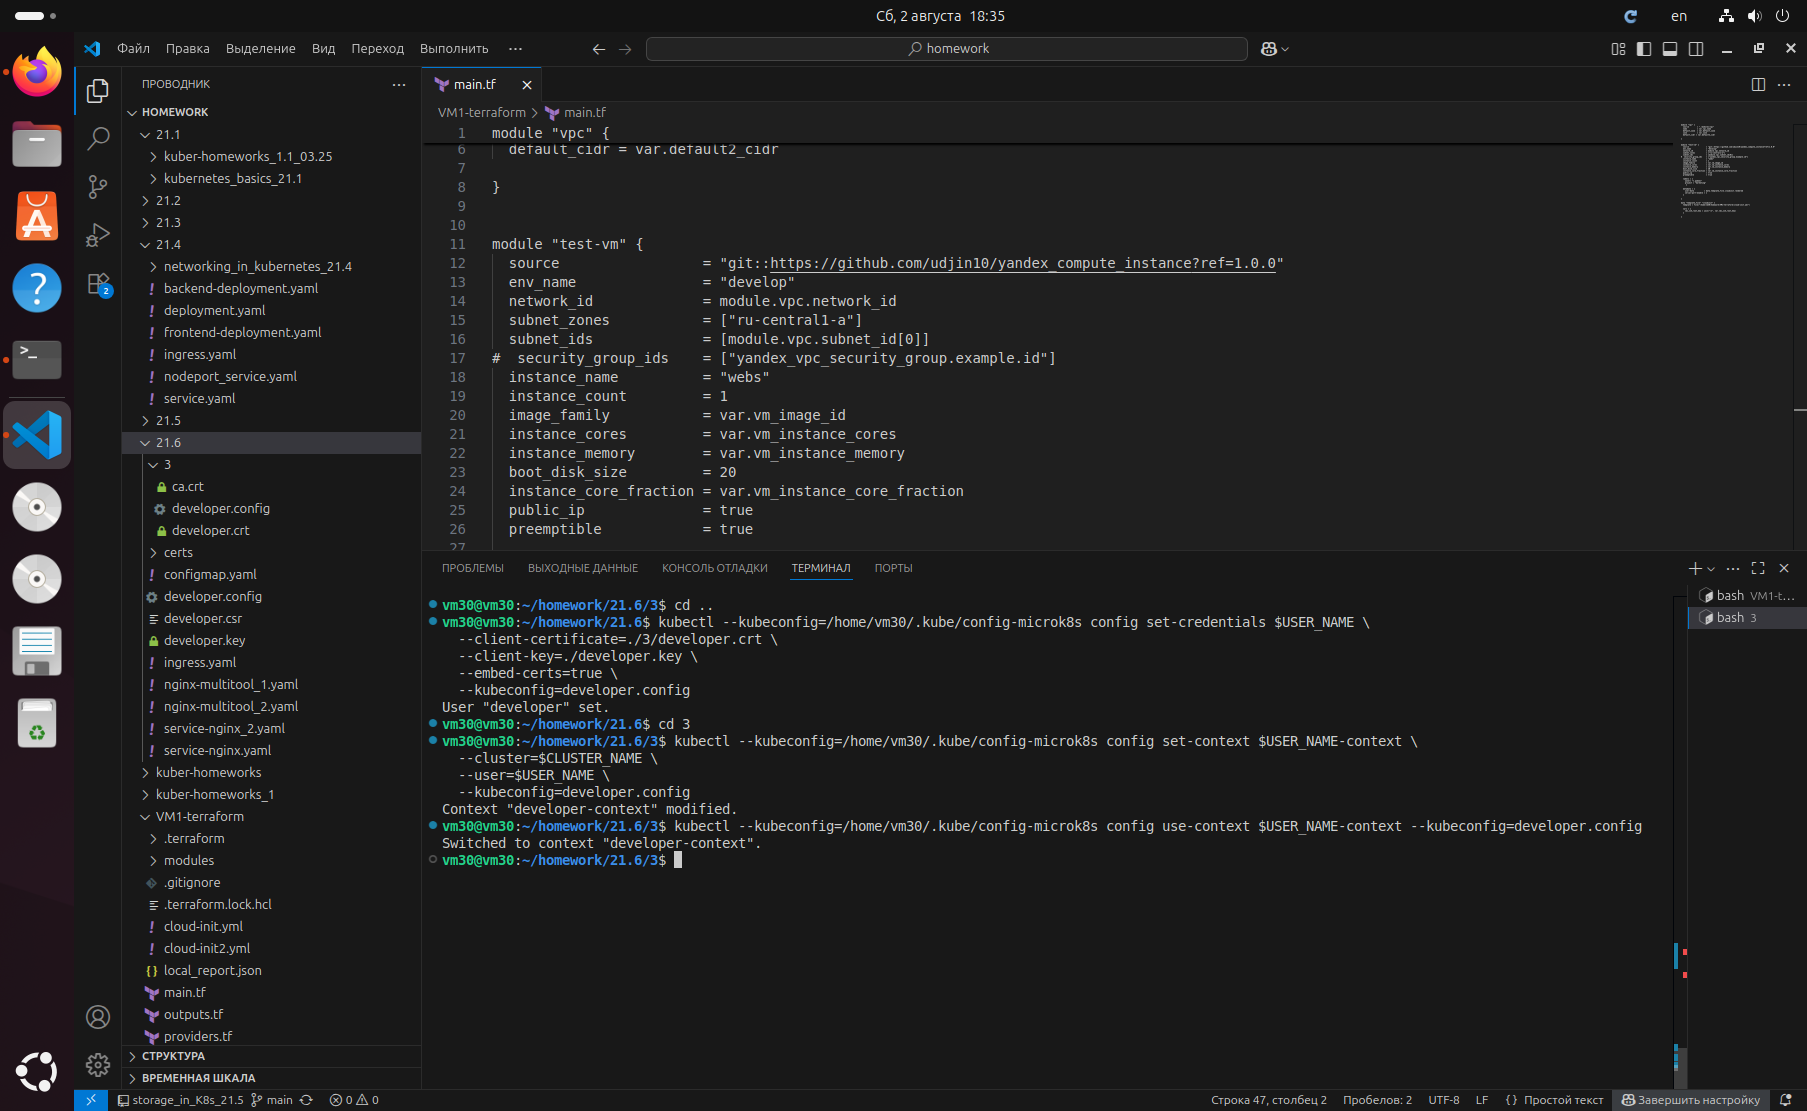 Сб, 2 августа 18:35
en
Файл Правка Выделение Вид Переход Выполнить ···
homework
ПРОВОДНИК
HOMEWORK
21.1
kuber-homeworks_1.1_03.25
kubernetes_basics_21.1
21.2
21.3
21.4
networking_in_kubernetes_21.4
backend-deployment.yaml
deployment.yaml
frontend-deployment.yaml
ingress.yaml
nodeport_service.yaml
service.yaml
21.5
21.6
3
ca.crt
developer.config
developer.crt
certs
configmap.yaml
developer.config
developer.csr
developer.key
ingress.yaml
nginx-multitool_1.yaml
nginx-multitool_2.yaml
service-nginx_2.yaml
service-nginx.yaml
kuber-homeworks
kuber-homeworks_1
VM1-terraform
.terraform
modules
.gitignore
.terraform.lock.hcl
cloud-init.yml
cloud-init2.yml
local_report.json
main.tf
outputs.tf
providers.tf
СТРУКТУРА
ВРЕМЕННАЯ ШКАЛА
2
main.tf
VM1-terraform > main.tf
1 module "vpc" {
6 default_cidr = var.default2_cidr
7
8 }
9
10
11 module "test-vm" {
12 source = "git::https://github.com/udjin10/yandex_compute_instance?ref=1.0.0"
13 env_name = "develop"
14 network_id = module.vpc.network_id
15 subnet_zones = ["ru-central1-a"]
16 subnet_ids = [module.vpc.subnet_id[0]]
17 # security_group_ids = ["yandex_vpc_security_group.example.id"]
18 instance_name = "webs"
19 instance_count = 1
20 image_family = var.vm_image_id
21 instance_cores = var.vm_instance_cores
22 instance_memory = var.vm_instance_memory
23 boot_disk_size = 20
24 instance_core_fraction = var.vm_instance_core_fraction
25 public_ip = true
26 preemptible = true
27
ПРОБЛЕМЫ ВЫХОДНЫЕ ДАННЫЕ КОНСОЛЬ ОТЛАДКИ ТЕРМИНАЛ ПОРТЫ
vm30@vm30:~/homework/21.6/3$ cd ..
vm30@vm30:~/homework/21.6$ kubectl --kubeconfig=/home/vm30/.kube/config-microk8s config set-credentials $USER_NAME \
--client-certificate=./3/developer.crt \
--client-key=./developer.key \
--embed-certs=true \
--kubeconfig=developer.config
User "developer" set.
vm30@vm30:~/homework/21.6$ cd 3
vm30@vm30:~/homework/21.6/3$ kubectl --kubeconfig=/home/vm30/.kube/config-microk8s config set-context $USER_NAME-context \
--cluster=$CLUSTER_NAME \
--user=$USER_NAME \
--kubeconfig=developer.config
Context "developer-context" modified.
vm30@vm30:~/homework/21.6/3$ kubectl --kubeconfig=/home/vm30/.kube/config-microk8s config use-context $USER_NAME-context --kubeconfig=developer.config
Switched to context "developer-context".
vm30@vm30:~/homework/21.6/3$
bash VM1-t...
bash 3
storage_in_K8s_21.5 main 0 0
Строка 47, столбец 2 Пробелов: 2 UTF-8 LF {} Простой текст Завершить настройку